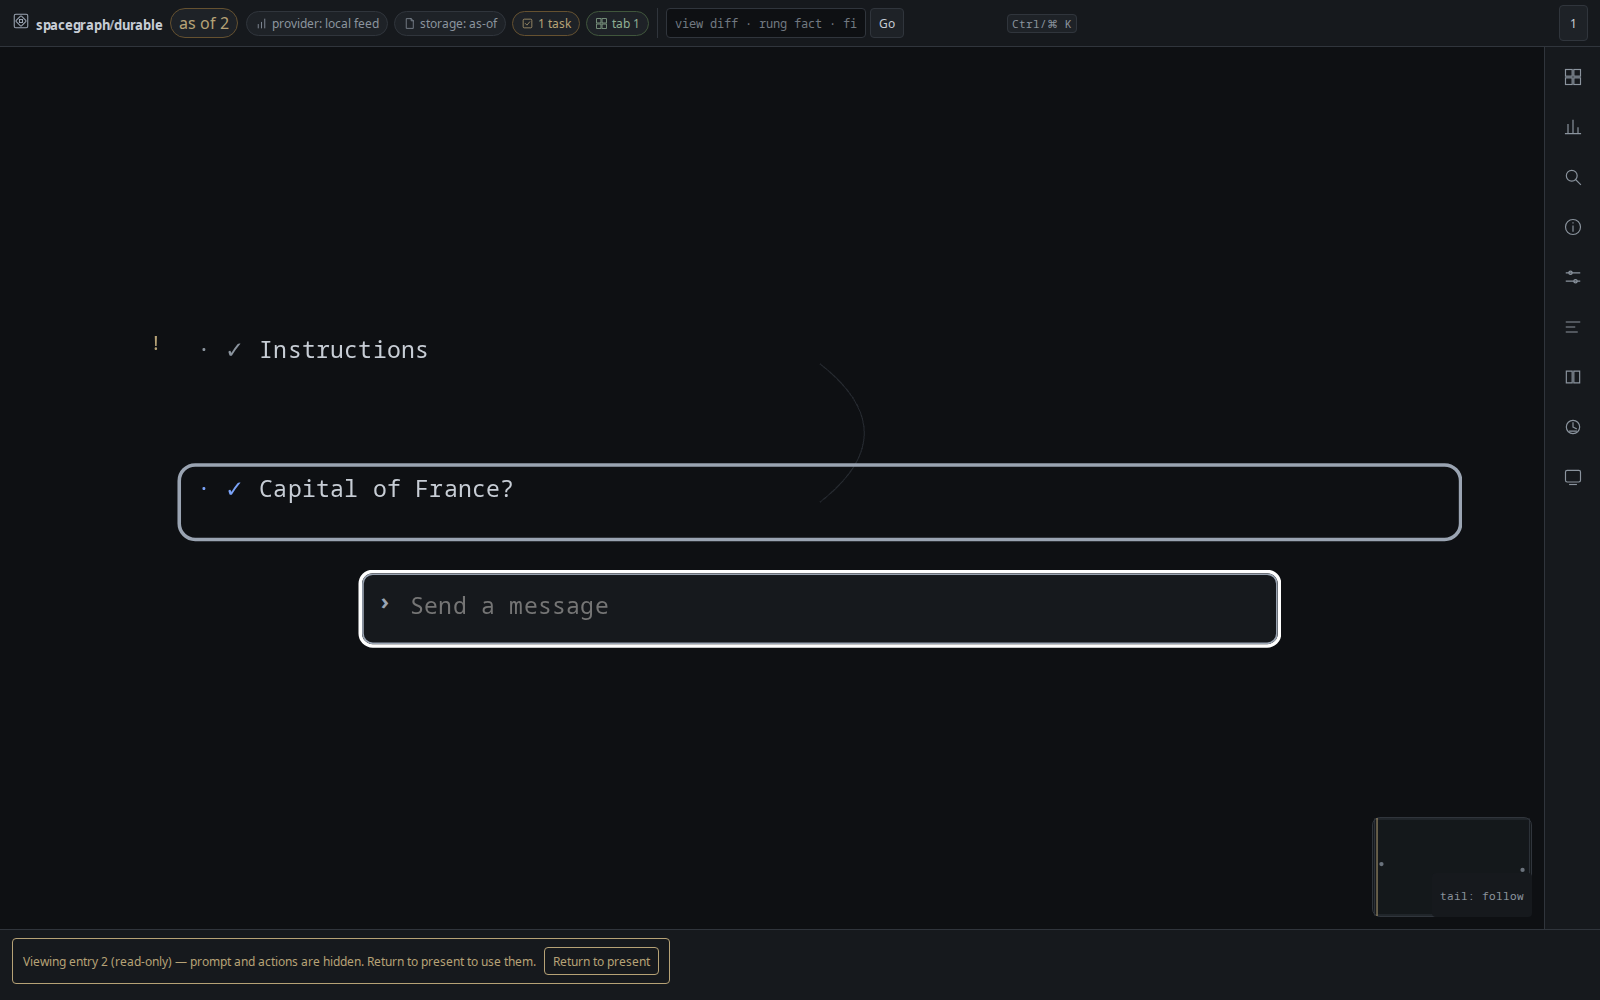 spacegraph/durable as of 2 provider: local feed storage: as-of 1 task tab 1 view diff · rung fact · fi Go Ctrl/⌘ K 1
! · ✓ Instructions
· ✓ Capital of France?
› Send a message
tail: follow
Viewing entry 2 (read-only) — prompt and actions are hidden. Return to present to use them. Return to present